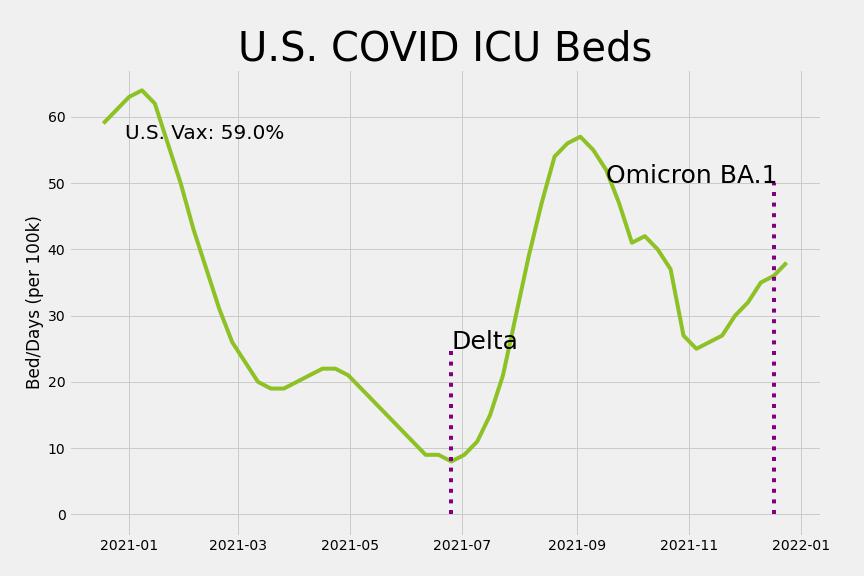 U.S. COVID ICU Beds
Bed/Days (per 100k)
60
50
40
30
20
10
0
U.S. Vax: 59.0%
Omicron BA.1
Delta
2021-01
2021-03
2021-05
2021-07
2021-09
2021-11
2022-01